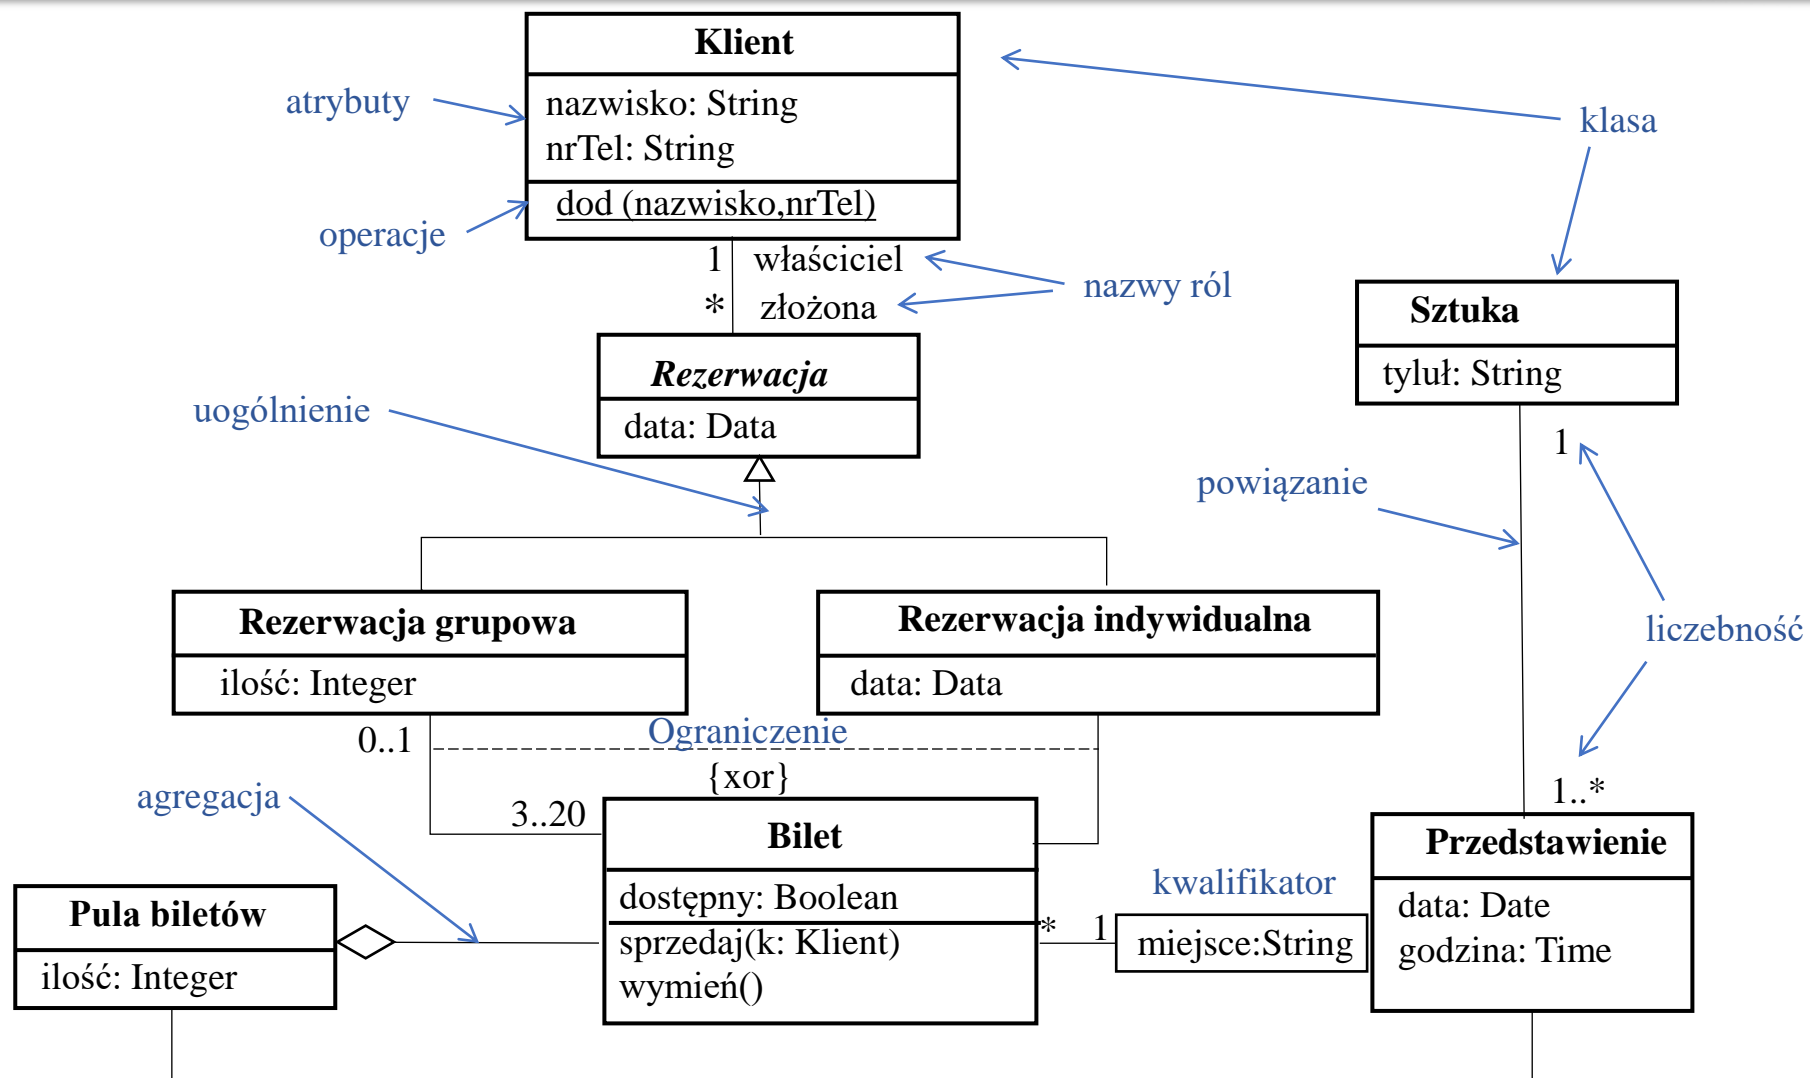 Klient
nazwisko: String
nrTel: String
dod (nazwisko,nrTel)
atrybuty
operacje
klasa
1 właściciel
* złożona
nazwy ról
Rezerwacja
data: Data
Sztuka
tyluł: String
uogólnienie
1
powiązanie
liczebność
Rezerwacja grupowa
ilość: Integer
Rezerwacja indywidualna
data: Data
0..1
Ograniczenie
{xor}
1..*
agregacja
3..20
Bilet
dostępny: Boolean
sprzedaj(k: Klient)
wymień()
Pula biletów
ilość: Integer
* 1
kwalifikator
miejsce:String
Przedstawienie
data: Date
godzina: Time